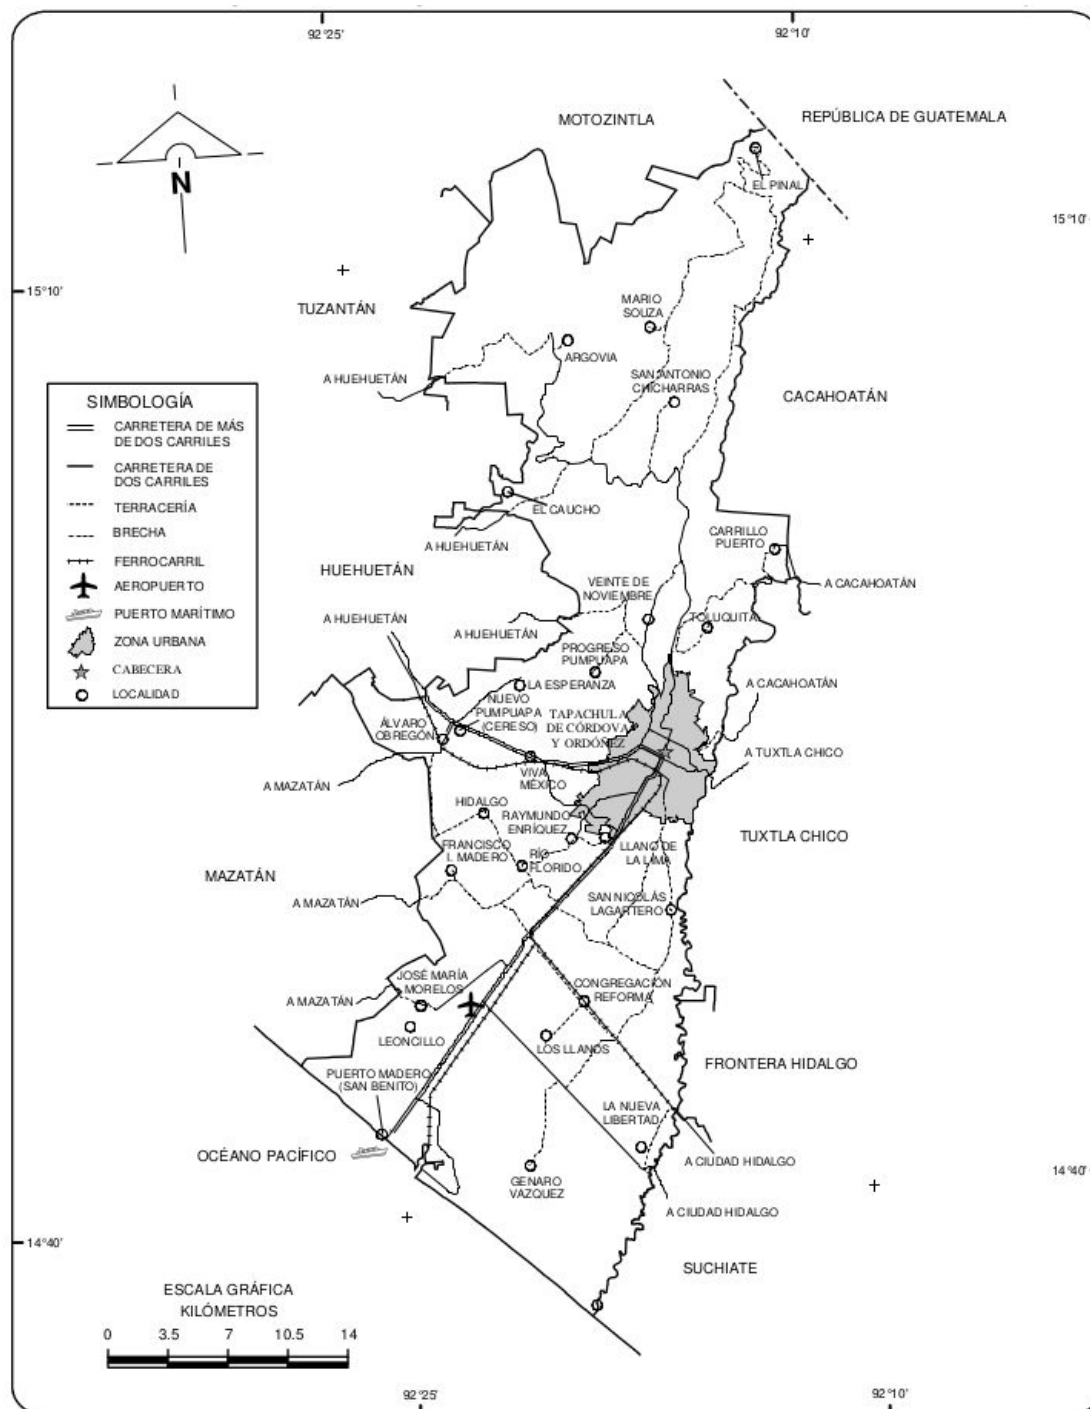 92°25'
92°10'
MOTOZINTLA
REPÚBLICA DE GUATEMALA
N
EL PINAL
15°10'
15°10'
TUZANTÁN
MARIO
SOUZA
ARGOVIA
A HUEHUETÁN
SAN ANTONIO
CHICHARRAS
CACAHOATÁN
SIMBOLOGÍA
CARRETERA DE MÁS
DE DOS CARRILES
CARRETERA DE
DOS CARRILES
TERRACERÍA
BRECHA
FERROCARRIL
AEROPUERTO
PUERTO MARÍTIMO
ZONA URBANA
CABECERA
LOCALIDAD
EL CAUCHO
A HUEHUETÁN
CARRILLO
PUERTO
HUEHUETÁN
A CACAHOATÁN
VEINTE DE
NOVIEMBRE
A HUEHUETÁN
A HUEHUETÁN
TOLUQUITA
PROGRESO
PUMPUAPA
LA ESPERANZA
A CACAHOATÁN
NUEVO
PUMPUAPA
(CERESO)
TAPACHULA
DE CÓRDOVA
Y ORDÓÑEZ
ÁLVARO
OBREGÓN
A TUXTLA CHICO
VIVA
MÉXICO
A MAZATÁN
HIDALGO
RAYMUNDO
ENRÍQUEZ
TUXTLA CHICO
FRANCISCO
I. MADERO
RÍO
FLORIDO
LLANO DE
LA LIMA
MAZATÁN
A MAZATÁN
SAN NICOLÁS
LAGARTERO
JOSÉ MARÍA
MORELOS
CONGREGACIÓN
REFORMA
A MAZATÁN
LEONCILLO
LOS LLANOS
FRONTERA HIDALGO
PUERTO MADERO
(SAN BENITO)
LA NUEVA
LIBERTAD
OCÉANO PACÍFICO
A CIUDAD HIDALGO
GENARO
VAZQUEZ
14°40'
A CIUDAD HIDALGO
14°40'
SUCHIATE
ESCALA GRÁFICA
KILÓMETROS
0 3.5 7 10.5 14
92°25'
92°10'